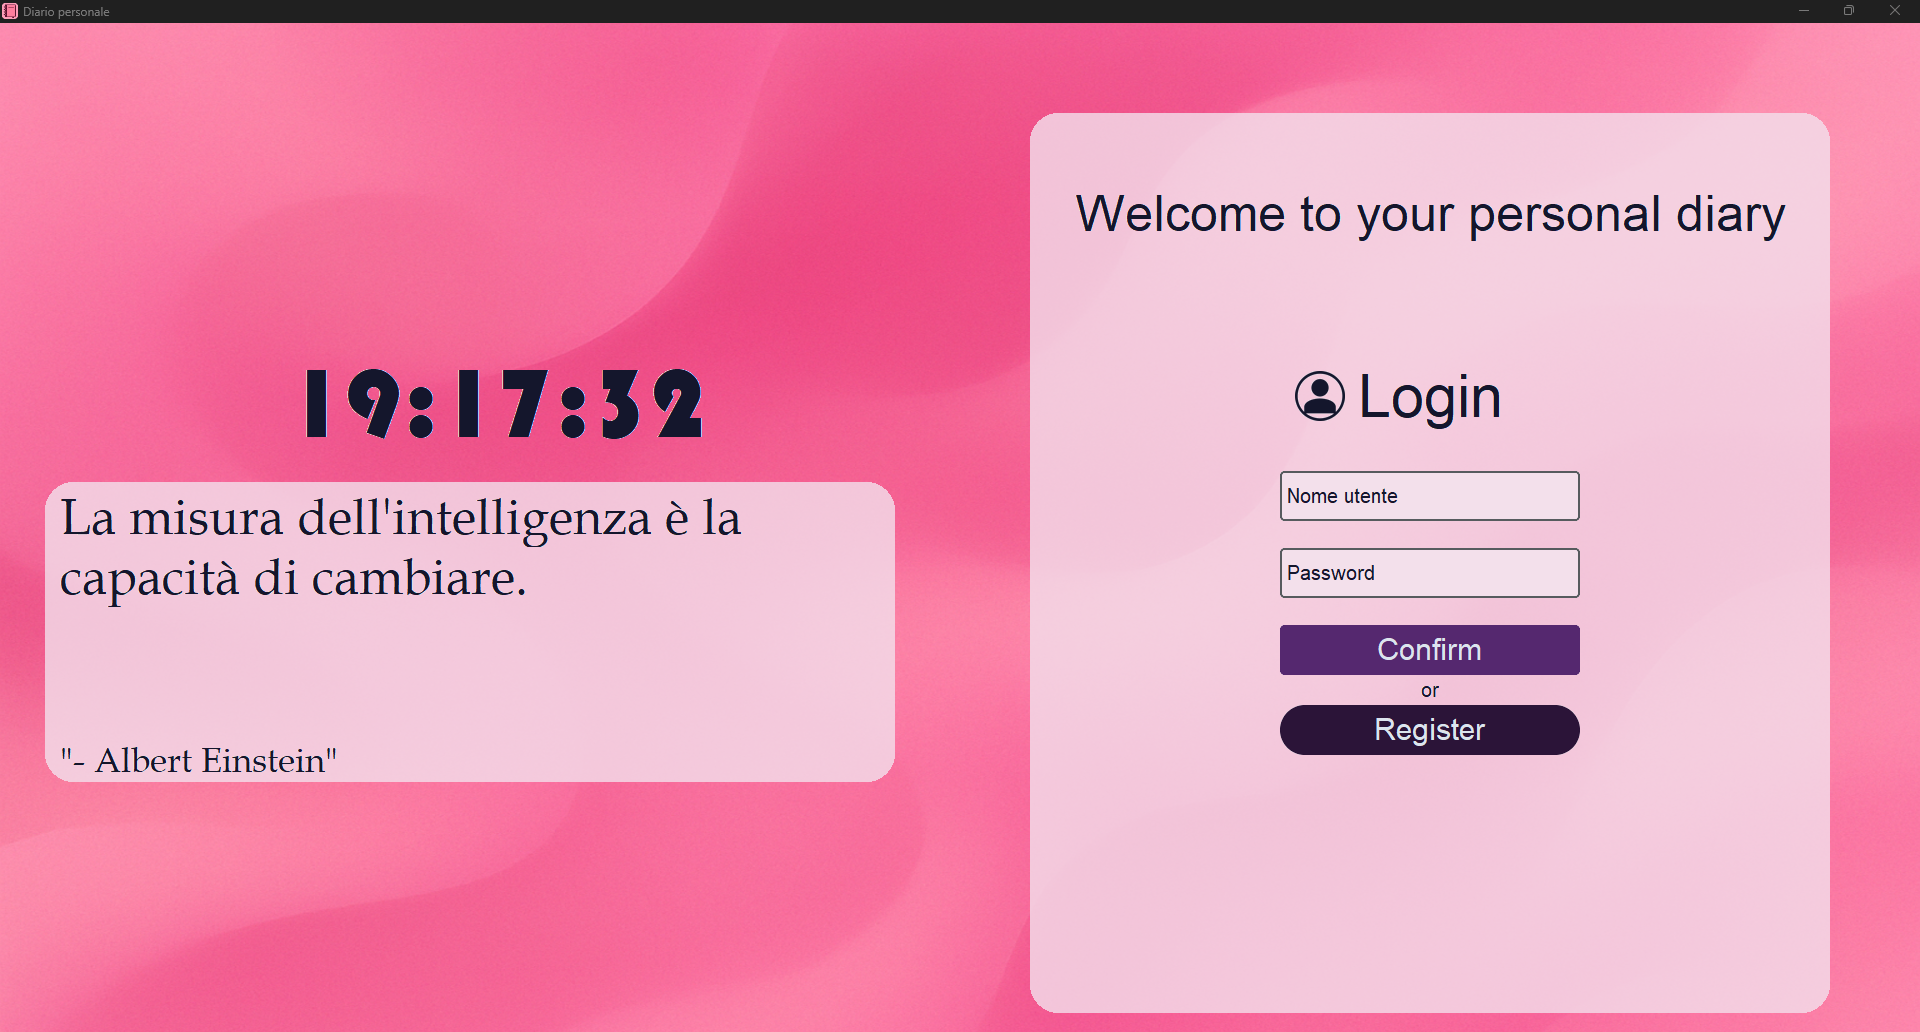 Diario personale
19:17:32
La misura dell'intelligenza è la
capacità di cambiare.
"- Albert Einstein"
Welcome to your personal diary
Login
Nome utente
Password
Confirm
or
Register